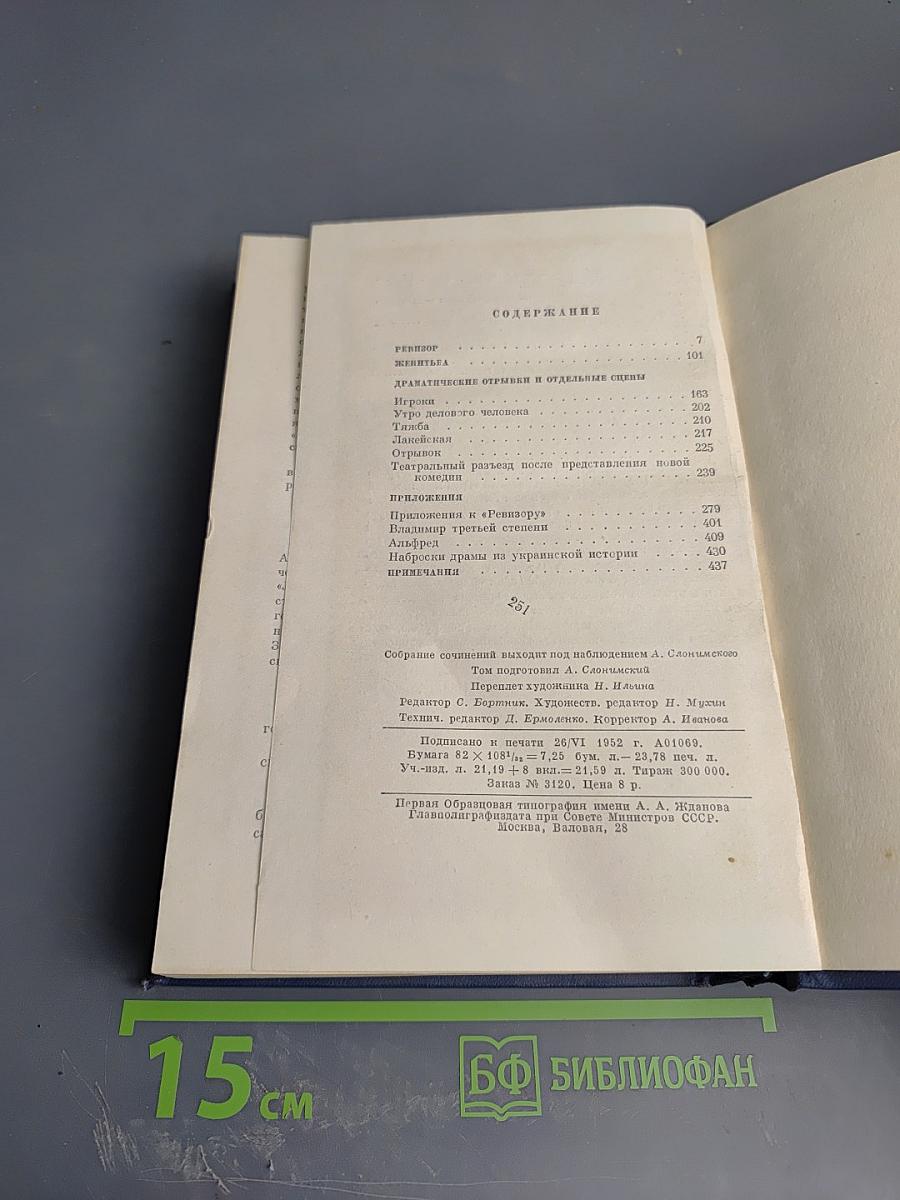 СОДЕРЖАНИЕ
РЕВИЗОР . . . . . . . . . . . . . . . . . . . . 7
ЖЕНИТЬБА . . . . . . . . . . . . . . . . . . . 101
ДРАМАТИЧЕСКИЕ ОТРЫВКИ И ОТДЕЛЬНЫЕ СЦЕНЫ
Игроки . . . . . . . . . . . . . . . . . . . . . 163
Утро делового человека . . . . . . . . . . . . 202
Тяжба . . . . . . . . . . . . . . . . . . . . . 210
Лакейская . . . . . . . . . . . . . . . . . . . 217
Отрывок . . . . . . . . . . . . . . . . . . . . 225
Театральный разъезд после представления новой
комедии . . . . . . . . . . . . . . . . . . 239
ПРИЛОЖЕНИЯ
Приложения к «Ревизору» . . . . . . . . . . 279
Владимир третьей степени . . . . . . . . . . 401
Альфред . . . . . . . . . . . . . . . . . . . . 409
Наброски драмы из украинской истории . . . . 430
ПРИМЕЧАНИЯ . . . . . . . . . . . . . . . . . 437
251
Собрание сочинений выходит под наблюдением А. Слонимского
Том подготовил А. Слонимский
Переплет художника Н. Ильина
Редактор С. Бортник. Художеств. редактор Н. Мухин
Технич. редактор Д. Ермоленко. Корректор А. Иванова
Подписано к печати 26/VI 1952 г. А01069.
Бумага 82 × 108¹/₃₂ = 7,25 бум. л.— 23,78 печ. л.
Уч.-изд. л. 21,19 + 8 вкл.= 21,59 л. Тираж 300 000.
Заказ № 3120. Цена 8 р.
Первая Образцовая типография имени А. А. Жданова
Главполиграфиздата при Совете Министров СССР.
Москва, Валовая, 28
15 см
БФ БИБЛИОФАН